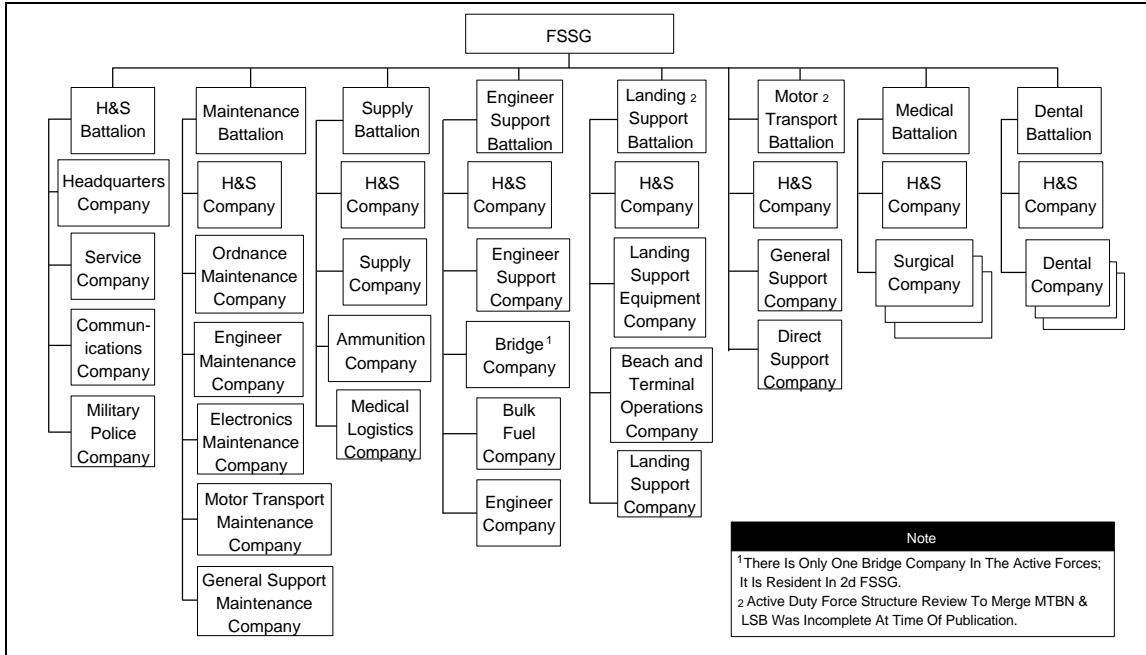 FSSG
H&S
Battalion
Headquarters
Company
Service
Company
Commun-
ications
Company
Military
Police
Company
Maintenance
Battalion
H&S
Company
Ordnance
Maintenance
Company
Engineer
Maintenance
Company
Electronics
Maintenance
Company
Motor Transport
Maintenance
Company
General Support
Maintenance
Company
Supply
Battalion
H&S
Company
Supply
Company
Ammunition
Company
Medical
Logistics
Company
Engineer
Support
Battalion
H&S
Company
Engineer
Support
Company
Bridge 1
Company
Bulk
Fuel
Company
Engineer
Company
Landing 2
Support
Battalion
H&S
Company
Landing
Support
Equipment
Company
Beach and
Terminal
Operations
Company
Landing
Support
Company
Motor 2
Transport
Battalion
H&S
Company
General
Support
Company
Direct
Support
Company
Medical
Battalion
H&S
Company
Surgical
Company
Dental
Battalion
H&S
Company
Dental
Company
Note
1 There Is Only One Bridge Company In The Active Forces;
It Is Resident In 2d FSSG.
2 Active Duty Force Structure Review To Merge MTBN &
LSB Was Incomplete At Time Of Publication.